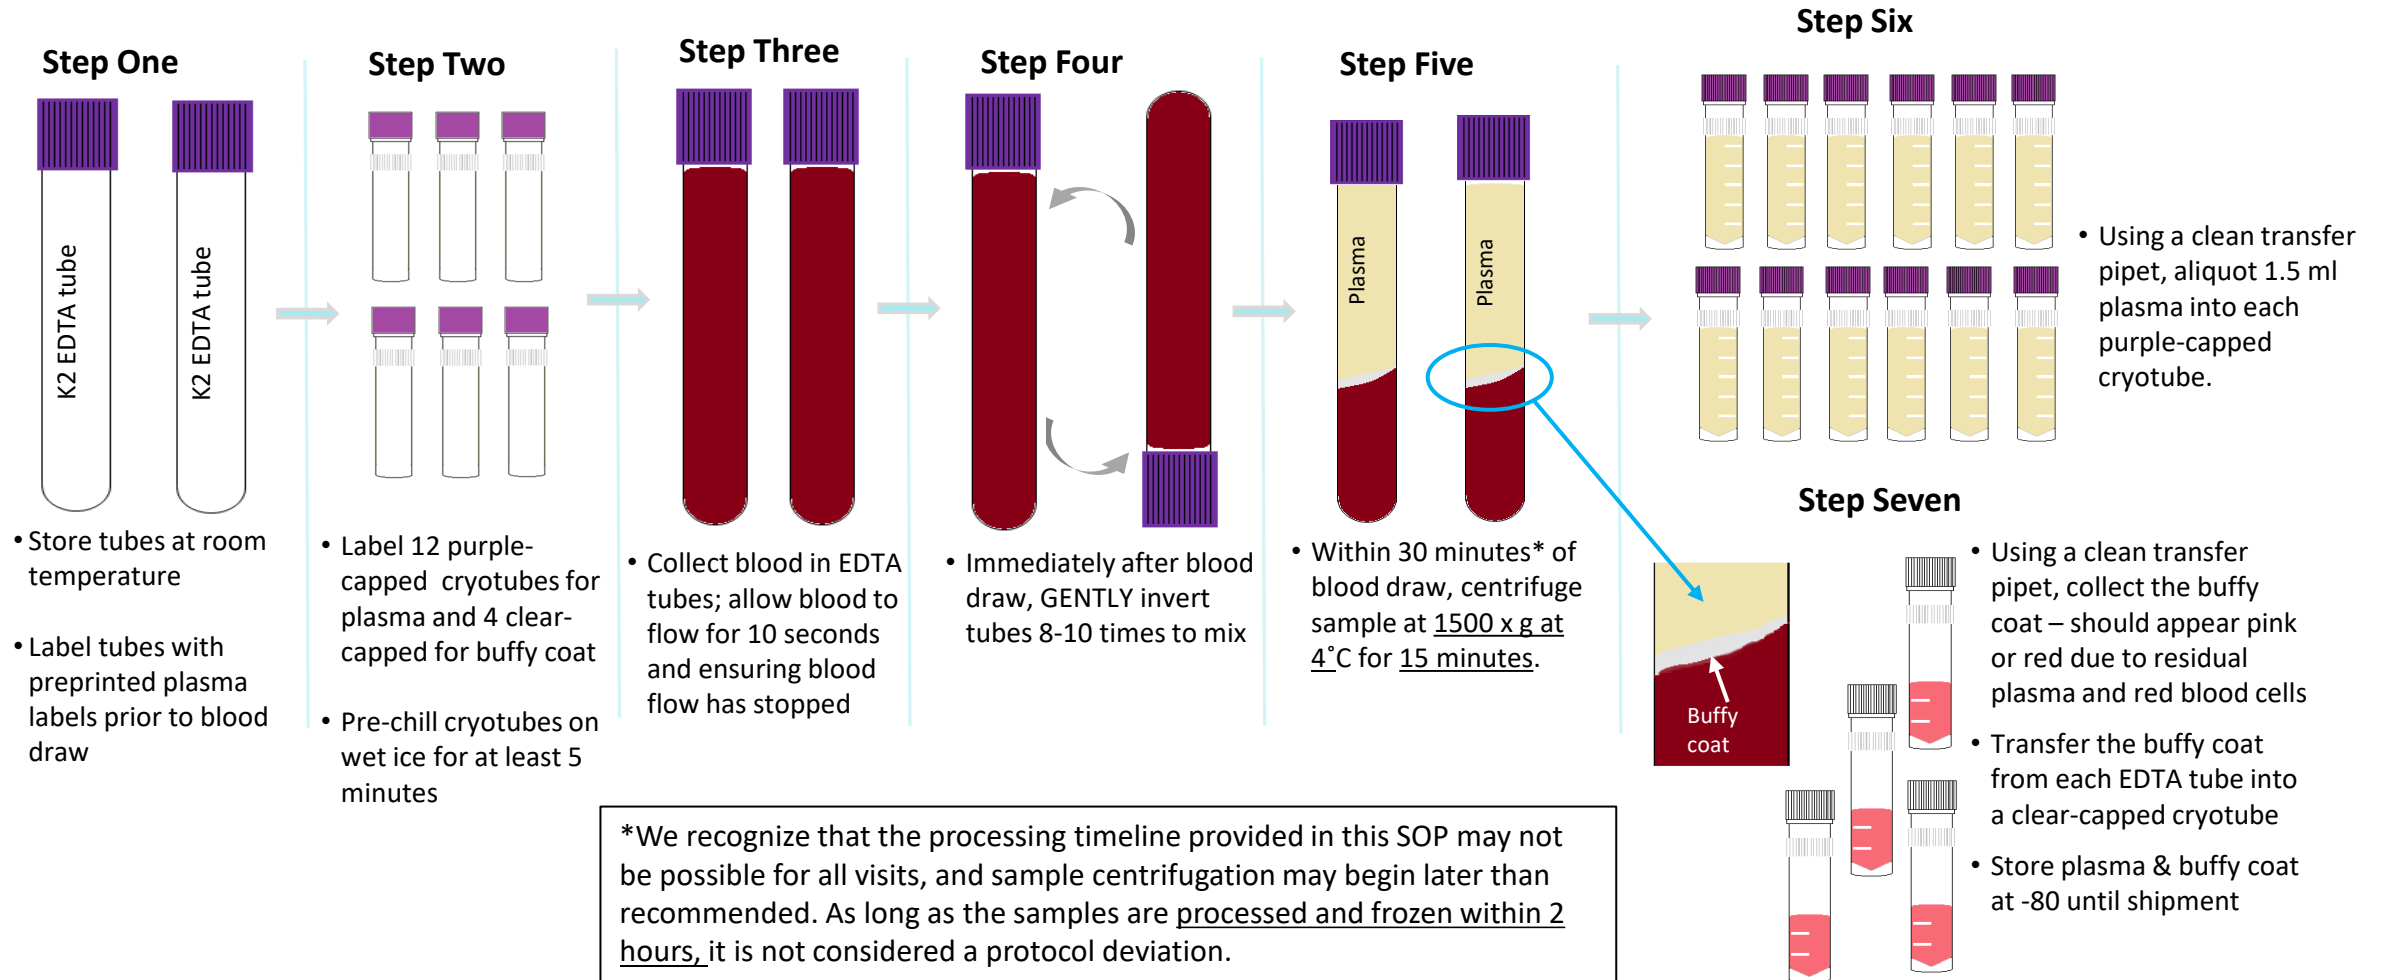 Step One
K2 EDTA tube
K2 EDTA tube
• Store tubes at room
temperature
• Label tubes with
preprinted plasma
labels prior to blood
draw
Step Two
• Label 12 purple-
capped cryotubes for
plasma and 4 clear-
capped for buffy coat
• Pre-chill cryotubes on
wet ice for at least 5
minutes
Step Three
• Collect blood in EDTA
tubes; allow blood to
flow for 10 seconds
and ensuring blood
flow has stopped
Step Four
• Immediately after blood
draw, GENTLY invert
tubes 8-10 times to mix
Step Five
Plasma
Plasma
• Within 30 minutes* of
blood draw, centrifuge
sample at 1500 x g at
4˚C for 15 minutes.
Step Six
• Using a clean transfer
pipet, aliquot 1.5 ml
plasma into each
purple-capped
cryotube.
Step Seven
Buffy
coat
• Using a clean transfer
pipet, collect the buffy
coat – should appear pink
or red due to residual
plasma and red blood cells
• Transfer the buffy coat
from each EDTA tube into
a clear-capped cryotube
• Store plasma & buffy coat
at -80 until shipment
*We recognize that the processing timeline provided in this SOP may not
be possible for all visits, and sample centrifugation may begin later than
recommended. As long as the samples are processed and frozen within 2
hours, it is not considered a protocol deviation.